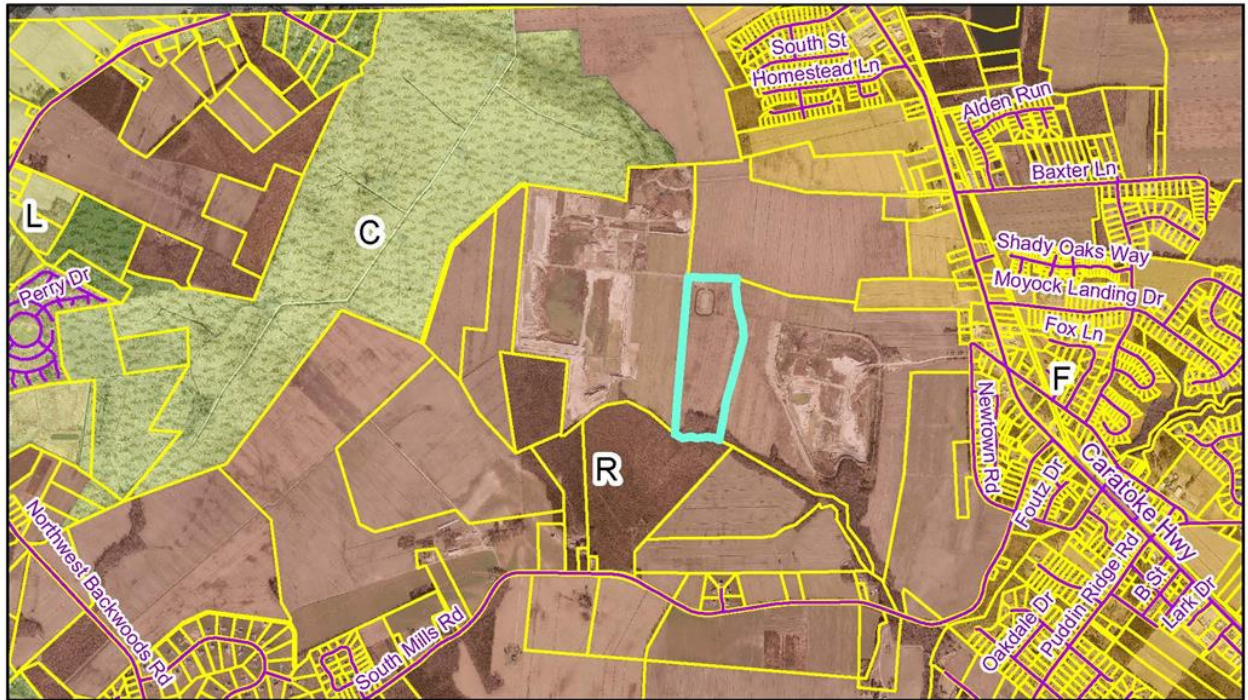 South St
Homestead Ln
Alden Run
Baxter Ln
L
C
Shady Oaks Way
Perry Dr
Moyock Landing Dr
Fox Ln
F
Newtown Rd
R
Caratoke Hwy
Foutz Dr
Northwest Backwoods Rd
South Mills Rd
Oakdale Dr
Puddin Ridge Rd
B St
Lark Dr